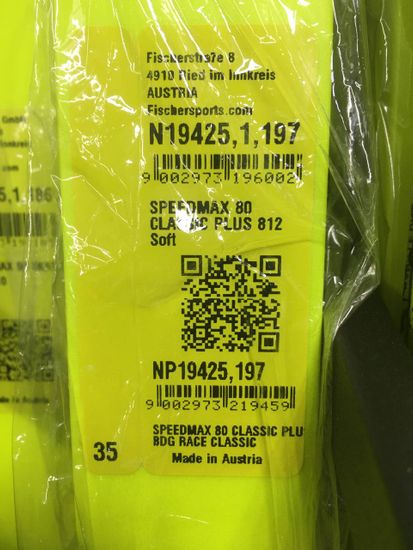 Fischerstra?e 8
4910 Ried im Innkreis
AUSTRIA
Fischersports.com
N19425,1,197
9 002973 196002
SPEEDMAX 80
CLASSIC PLUS 812
Soft
NP19425,197
9 002973 219459
SPEEDMAX 80 CLASSIC PLU
BDG RACE CLASSIC
35
Made in Austria